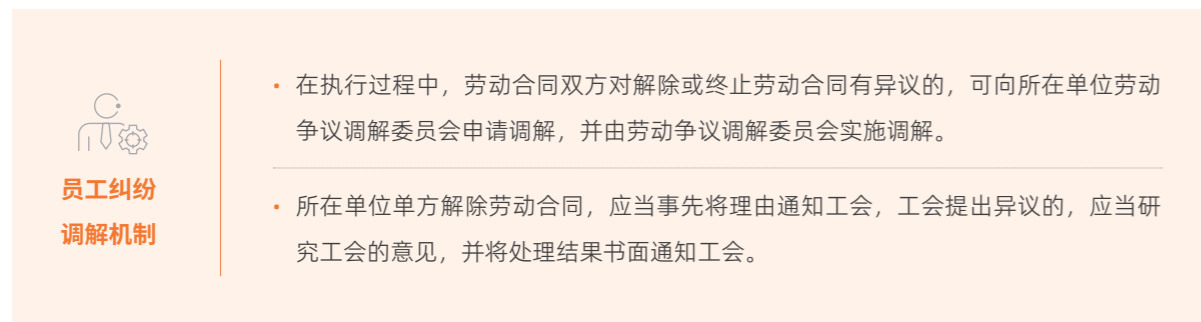 员工纠纷
调解机制
• 在执行过程中，劳动合同双方对解除或终止劳动合同有异议的，可向所在单位劳动
争议调解委员会申请调解，并由劳动争议调解委员会实施调解。
• 所在单位单方解除劳动合同，应当事先将理由通知工会，工会提出异议的，应当研
究工会的意见，并将处理结果书面通知工会。